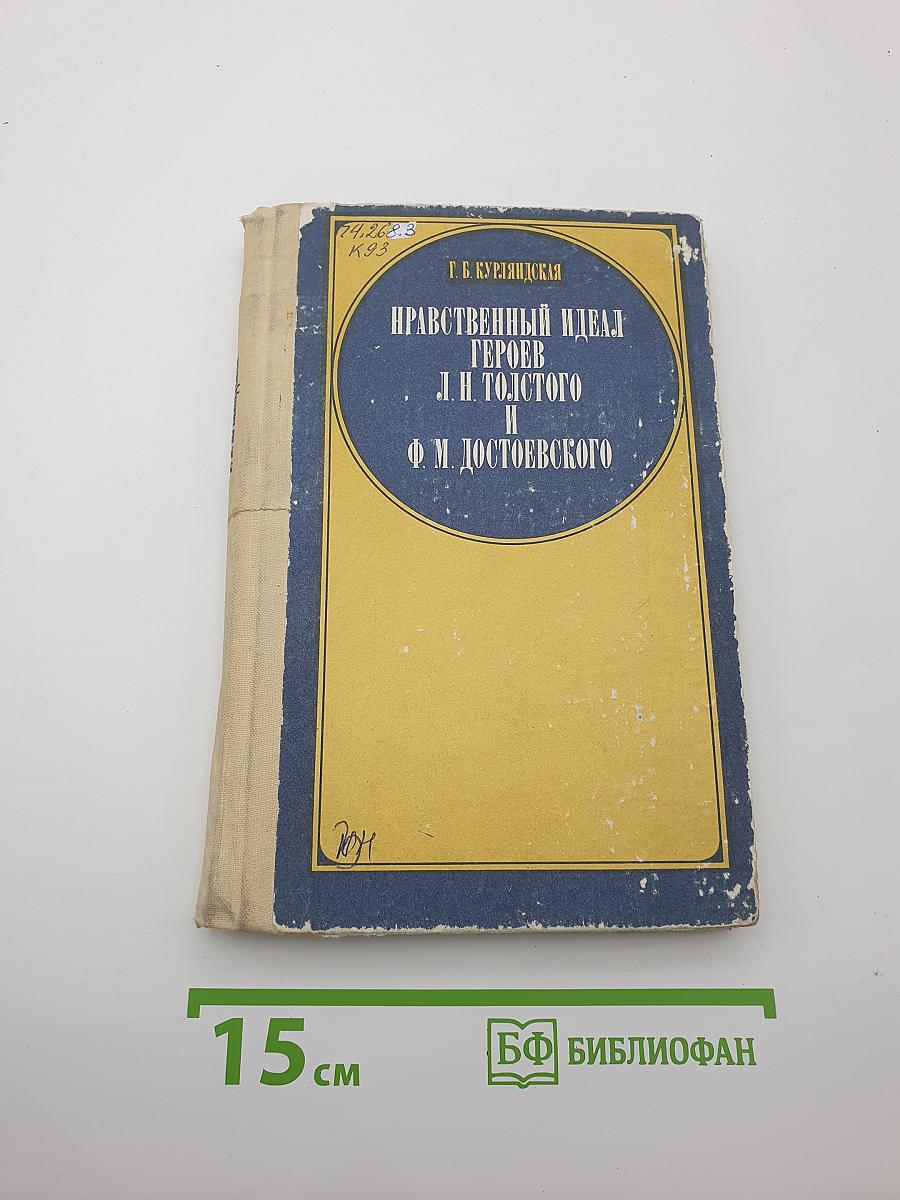 74.268.3
К93
Г. Б. КУРЛЯНДСКАЯ
НРАВСТВЕННЫЙ ИДЕАЛ
ГЕРОЕВ
Л. Н. ТОЛСТОГО
И
Ф. М. ДОСТОЕВСКОГО
15 см
БФ БИБЛИОФАН